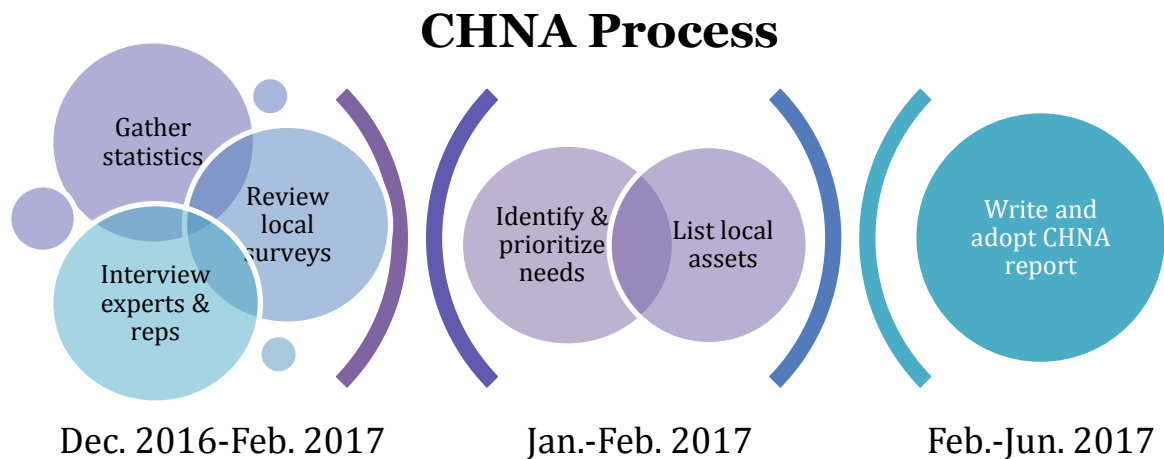 CHNA Process
Gather
statistics
Review
local
surveys
Interview
experts &
reps
Identify &
prioritize
needs
List local
assets
Write and
adopt CHNA
report
Dec. 2016-Feb. 2017
Jan.-Feb. 2017
Feb.-Jun. 2017